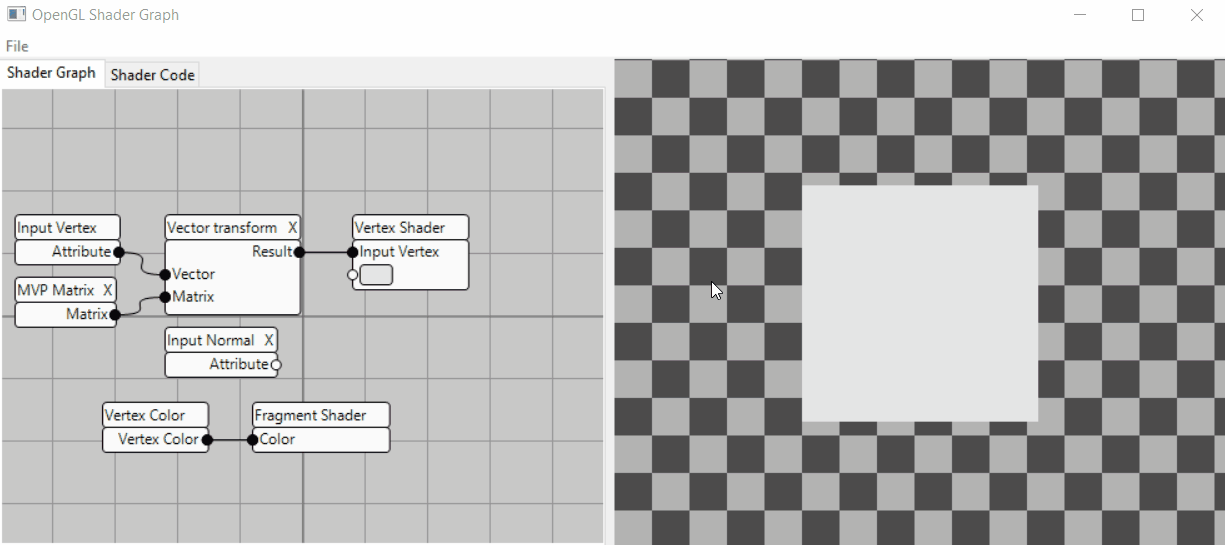 OpenGL Shader Graph
File
Shader Graph
Shader Code
Input Vertex
Attribute
MVP Matrix X
Matrix
Vector transform X
Result
Vector
Matrix
Vertex Shader
Input Vertex
Input Normal X
Attribute
Vertex Color
Vertex Color
Fragment Shader
Color